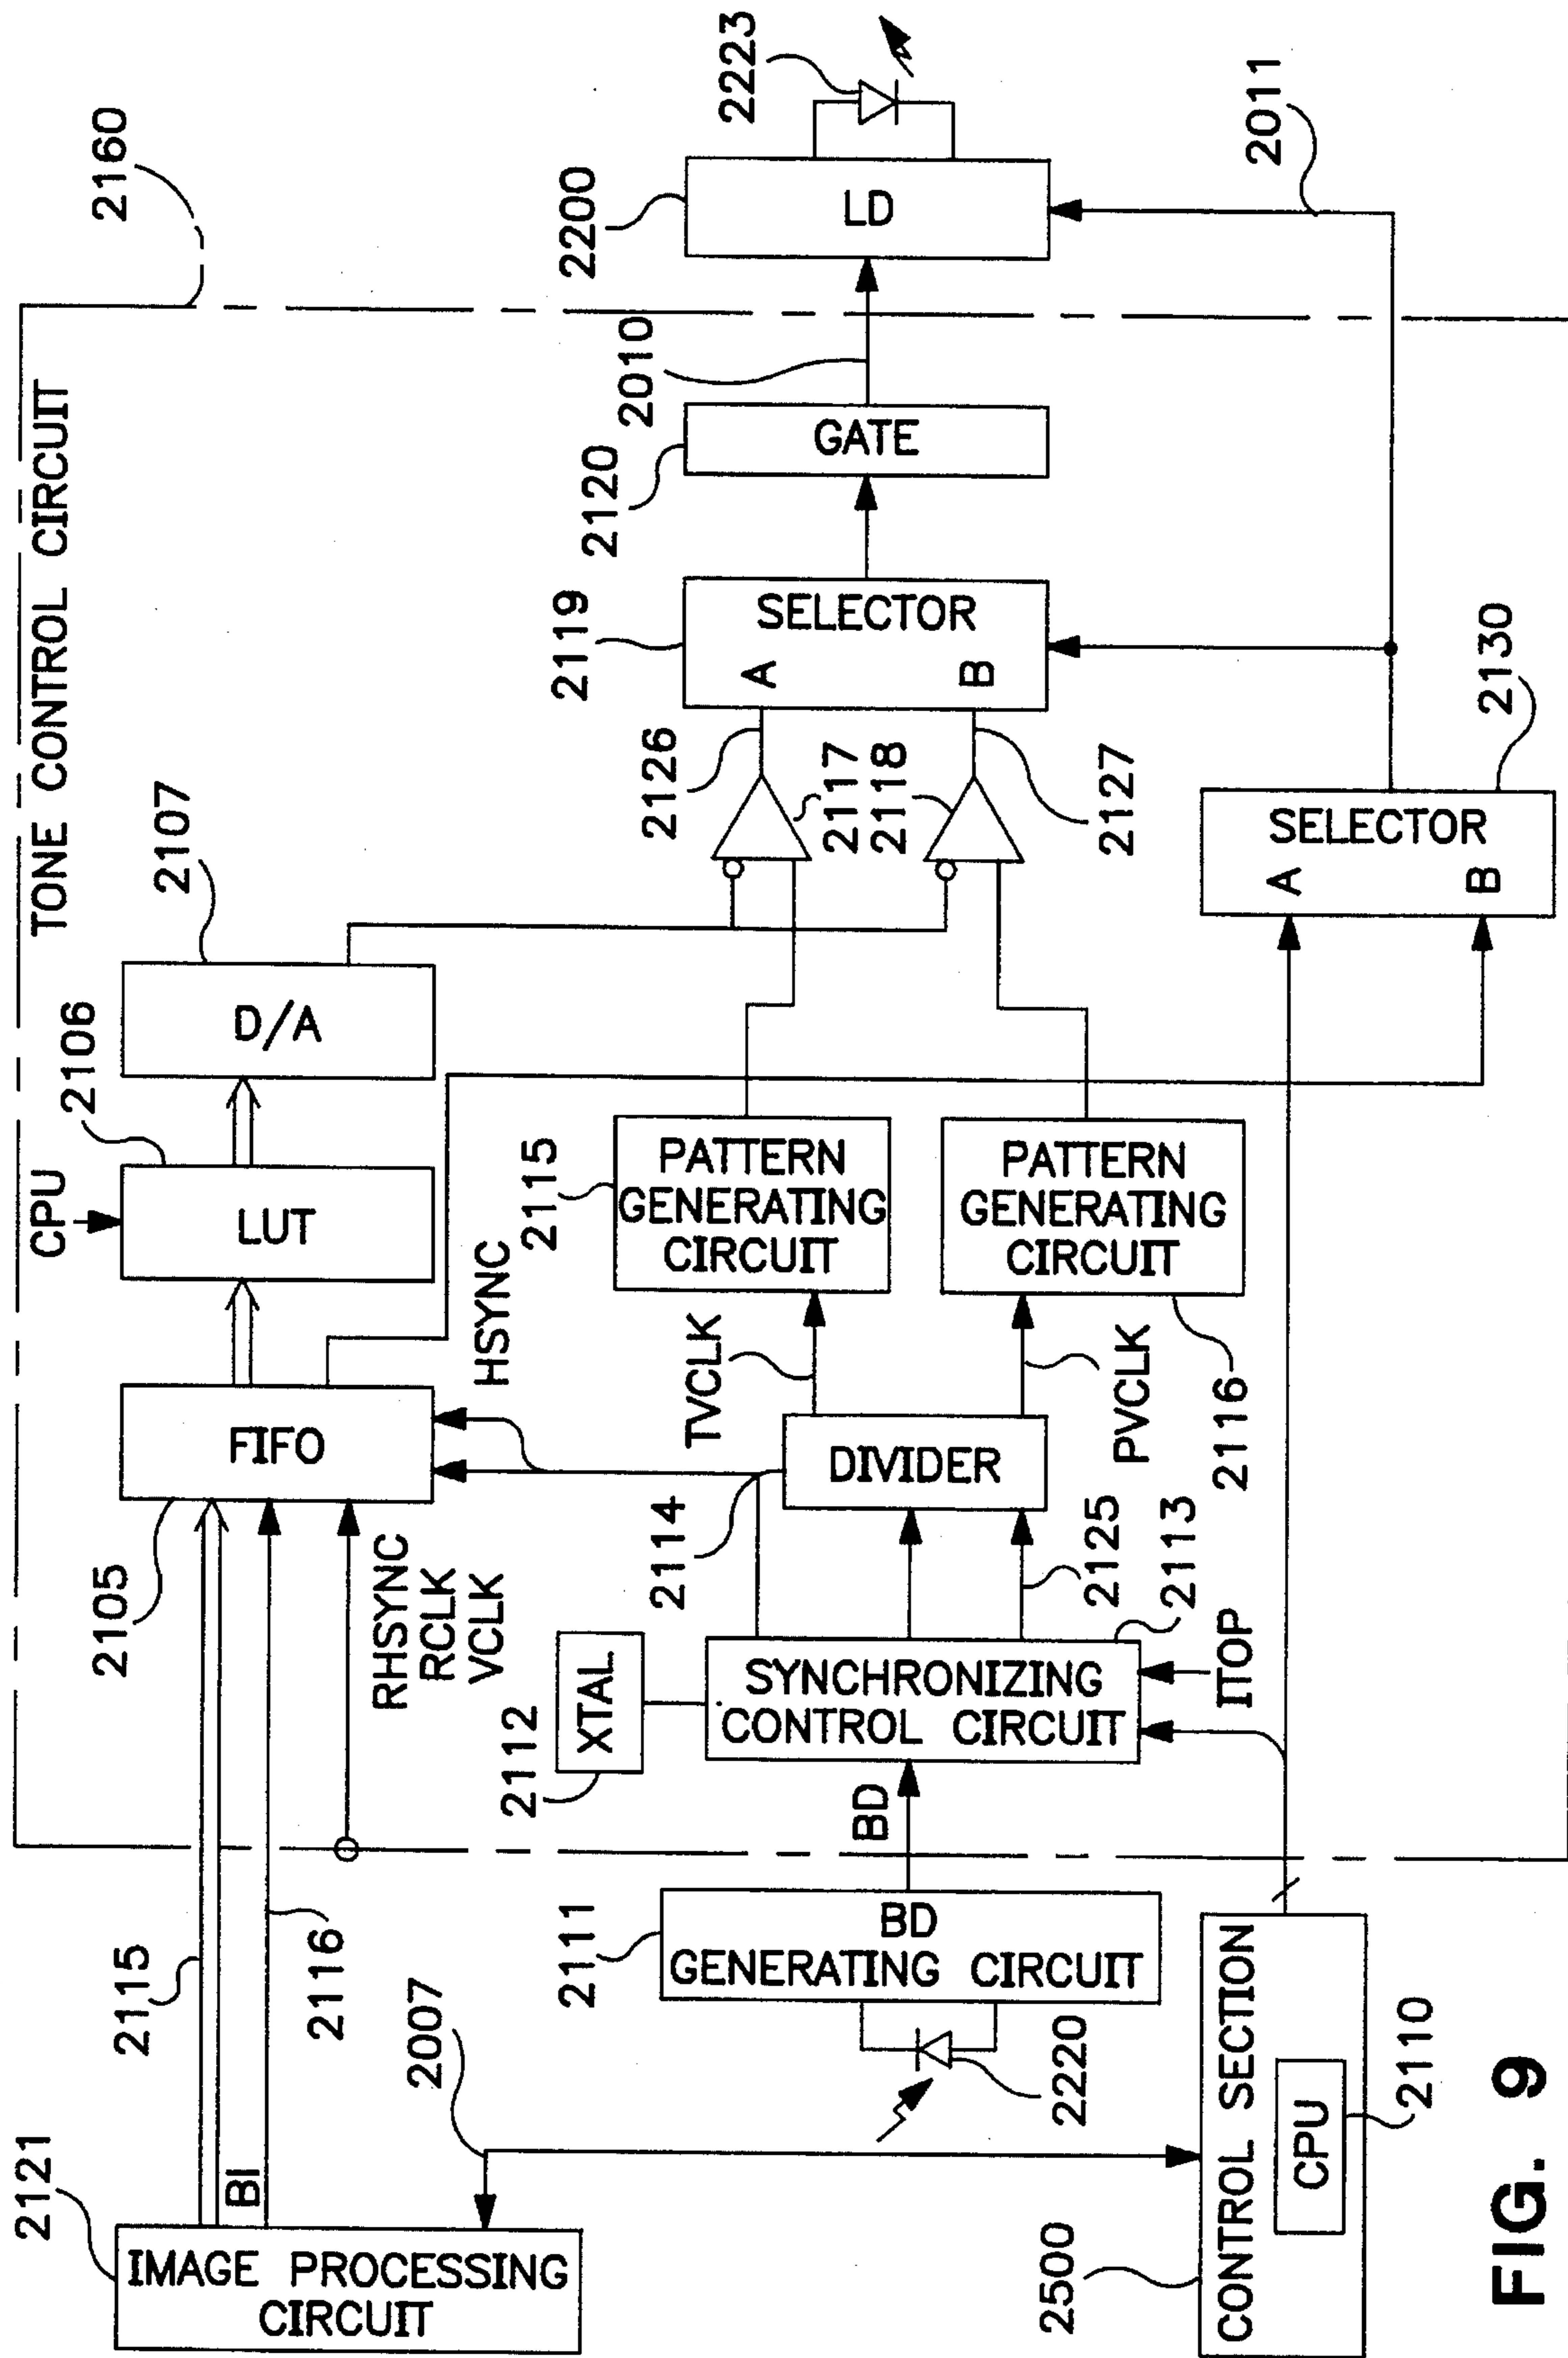 2160
TONE CONTROL CIRCUIT
2121
IMAGE PROCESSING
CIRCUIT
2115
BI
2116
2007
2105
FIFO
RHSYNC
RCLK
VCLK
CPU
2106
LUT
2107
D/A
HSYNC
2112
XTAL
2111
BD
GENERATING CIRCUIT
2220
BD
SYNCHRONIZING
CONTROL CIRCUIT
2113
ITOP
2125
2114
DIVIDER
TVCLK
PVCLK
2115
PATTERN
GENERATING
CIRCUIT
PATTERN
GENERATING
CIRCUIT
2116
2126
2117
2118
2127
2119
SELECTOR
A
B
2120
GATE
2010
2200
LD
2223
2011
SELECTOR
A
B
2130
2500
CONTROL SECTION
CPU
2110
FIG. 9